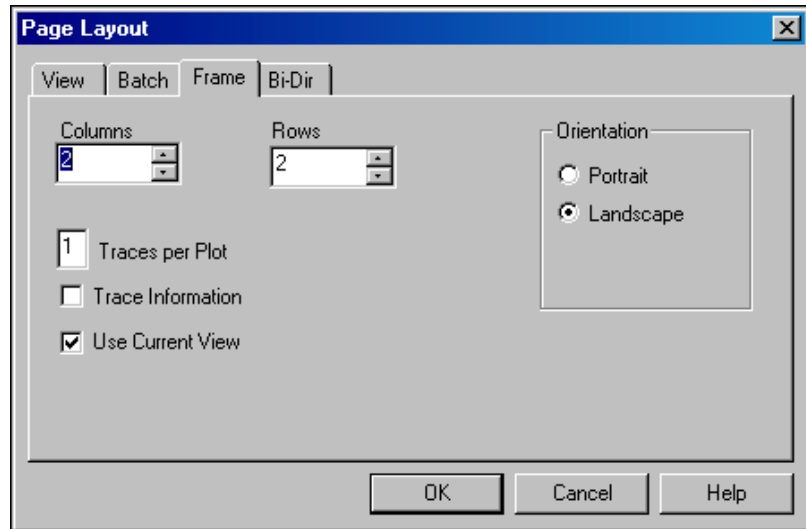 Page Layout
View Batch Frame Bi-Dir
Columns Rows Orientation
2 2
Portrait
Landscape
1 Traces per Plot
Trace Information
Use Current View
OK Cancel Help